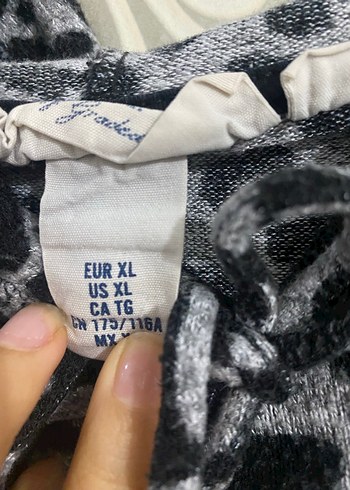 EUR XL
US XL
CA TG
CN 175/116A
MX